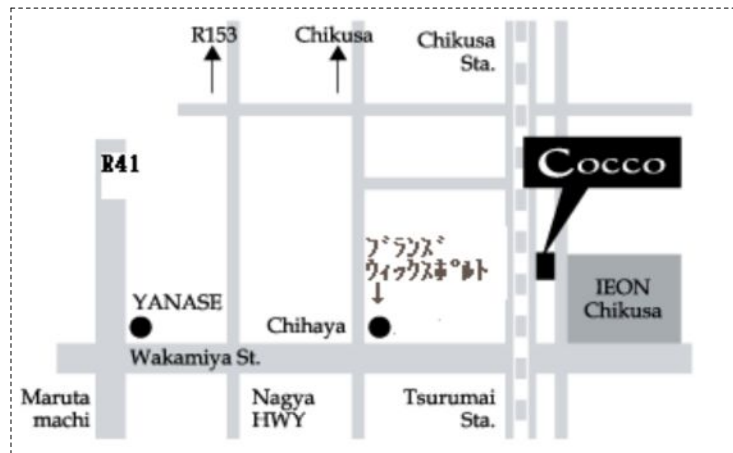 R153
Chikusa
Chikusa
Sta.
R41
Cocco
ブランズ
ウィックスポルト
↓
YANASE
Chihaya
IEON
Chikusa
Wakamiya St.
Maruta
machi
Nagya
HWY
Tsurumai
Sta.